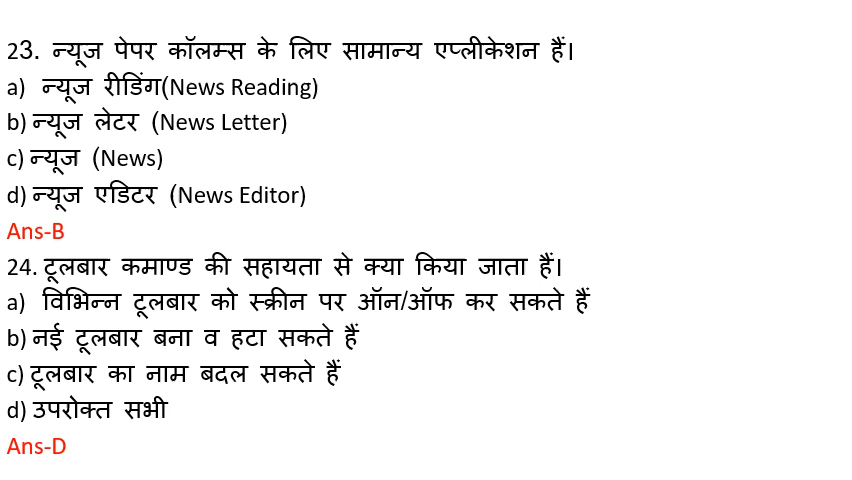 23. न्यूज पेपर कॉलम्स के लिए सामान्य एप्लीकेशन हैं।
a) न्यूज रीडिंग(News Reading)
b) न्यूज लेटर (News Letter)
c) न्यूज (News)
d) न्यूज एडिटर (News Editor)
Ans-B
24. टूलबार कमाण्ड की सहायता से क्या किया जाता हैं।
a) विभिन्न टूलबार को स्क्रीन पर ऑन/ऑफ कर सकते हैं
b) नई टूलबार बना व हटा सकते हैं
c) टूलबार का नाम बदल सकते हैं
d) उपरोक्त सभी
Ans-D